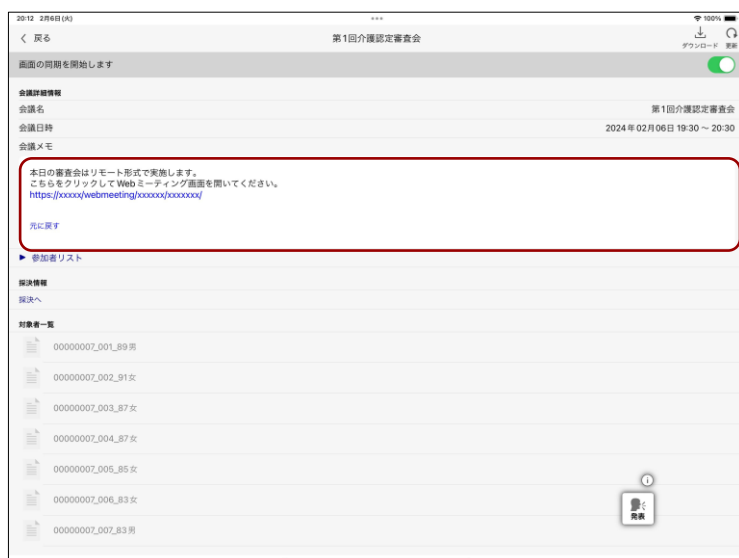 20:12 2月6日(火)
100%
戻る
第1回介護認定審査会
ダウンロード 更新
画面の同期を開始します
会議詳細情報
会議名 第1回介護認定審査会
会議日時 2024年02月06日 19:30 ~ 20:30
会議メモ
本日の審査会はリモート形式で実施します。
こちらをクリックしてWebミーティング画面を開いてください。
https://xxxxx/webmeeting/xxxxxx/xxxxxxx/
元に戻す
▶ 参加者リスト
採決情報
採決へ
対象者一覧
00000007_001_89男
00000007_002_91女
00000007_003_87女
00000007_004_87女
00000007_005_85女
00000007_006_83女
00000007_007_83男
発表